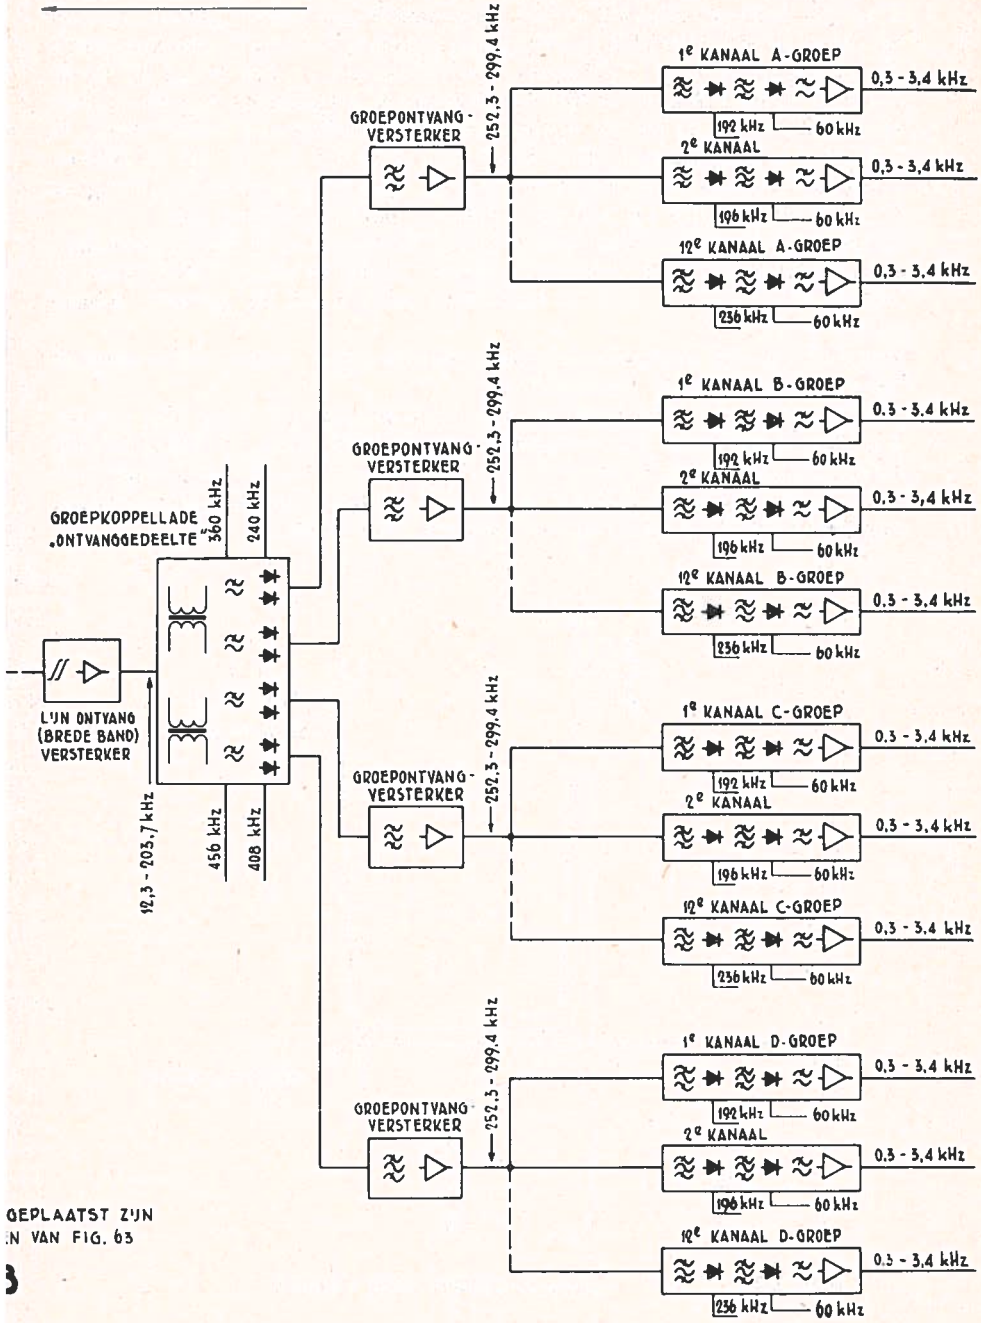 252,3 - 299,4 kHz
GROEPONTVANG-
VERSTERKER
1e KANAAL A-GROEP
0,3 - 3,4 kHz
192 kHz
60 kHz
2e KANAAL
0,3 - 3,4 kHz
196 kHz
60 kHz
12e KANAAL A-GROEP
0,3 - 3,4 kHz
236 kHz
60 kHz
252,3 - 299,4 kHz
GROEPONTVANG-
VERSTERKER
1e KANAAL B-GROEP
0,3 - 3,4 kHz
192 kHz
60 kHz
2e KANAAL
0,3 - 3,4 kHz
196 kHz
60 kHz
12e KANAAL B-GROEP
0,3 - 3,4 kHz
236 kHz
60 kHz
GROEPKOPPELLADE
„ONTVANGGEDEELTE"
360 kHz
240 kHz
LIJN ONTVANG
(BREDE BAND)
VERSTERKER
12,3 - 203,7 kHz
456 kHz
408 kHz
252,3 - 299,4 kHz
GROEPONTVANG-
VERSTERKER
1e KANAAL C-GROEP
0,3 - 3,4 kHz
192 kHz
60 kHz
2e KANAAL
0,3 - 3,4 kHz
196 kHz
60 kHz
12e KANAAL C-GROEP
0,3 - 3,4 kHz
236 kHz
60 kHz
252,3 - 299,4 kHz
GROEPONTVANG-
VERSTERKER
1e KANAAL D-GROEP
0,3 - 3,4 kHz
192 kHz
60 kHz
2e KANAAL
0,3 - 3,4 kHz
196 kHz
60 kHz
12e KANAAL D-GROEP
0,3 - 3,4 kHz
236 kHz
60 kHz
GEPLAATST ZIJN
N VAN FIG. 63